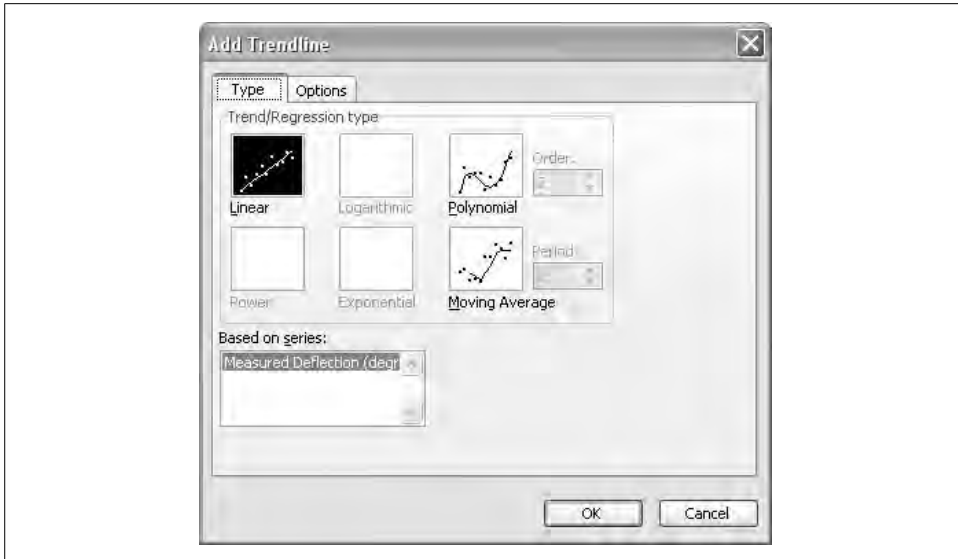 Add Trendline
Type Options
Trend/Regression type
Linear Logarithmic Polynomial
Order:
2
Power Exponential Moving Average
Period:
Based on series:
Measured Deflection (degr
OK Cancel